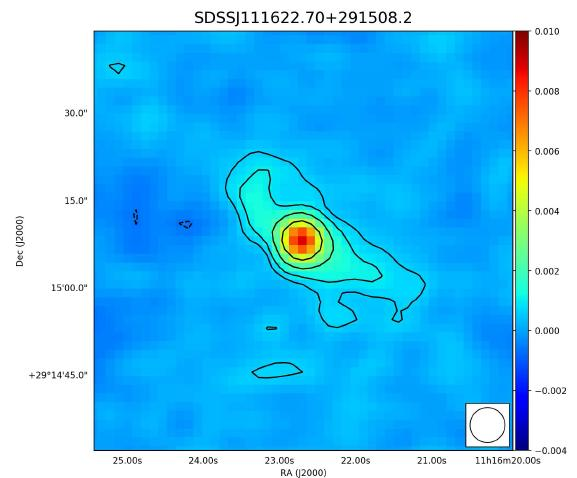 SDSSJ111622.70+291508.2
0.010
0.008
0.006
0.004
0.002
0.000
−0.002
−0.004
30.0"
15.0"
15'00.0"
+29°14'45.0"
Dec (J2000)
25.00s
24.00s
23.00s
22.00s
21.00s
11h16m20.00s
RA (J2000)